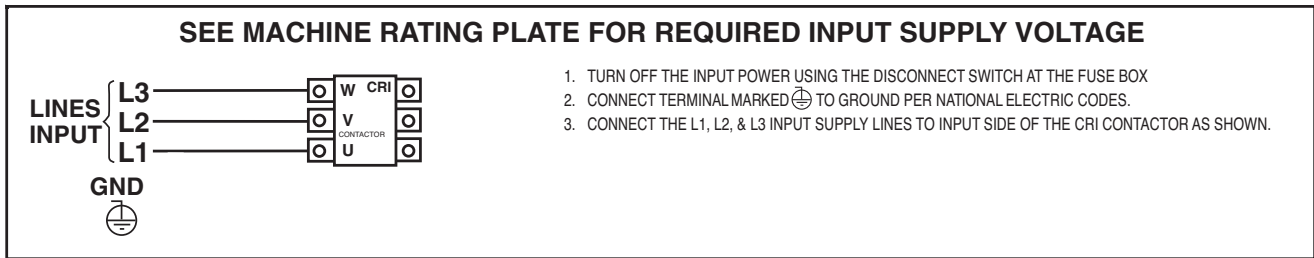 SEE MACHINE RATING PLATE FOR REQUIRED INPUT SUPPLY VOLTAGE
LINES
INPUT
L3
L2
L1
GND
W CRI
V
CONTACTOR
U
1. TURN OFF THE INPUT POWER USING THE DISCONNECT SWITCH AT THE FUSE BOX
2. CONNECT TERMINAL MARKED TO GROUND PER NATIONAL ELECTRIC CODES.
3. CONNECT THE L1, L2, & L3 INPUT SUPPLY LINES TO INPUT SIDE OF THE CRI CONTACTOR AS SHOWN.